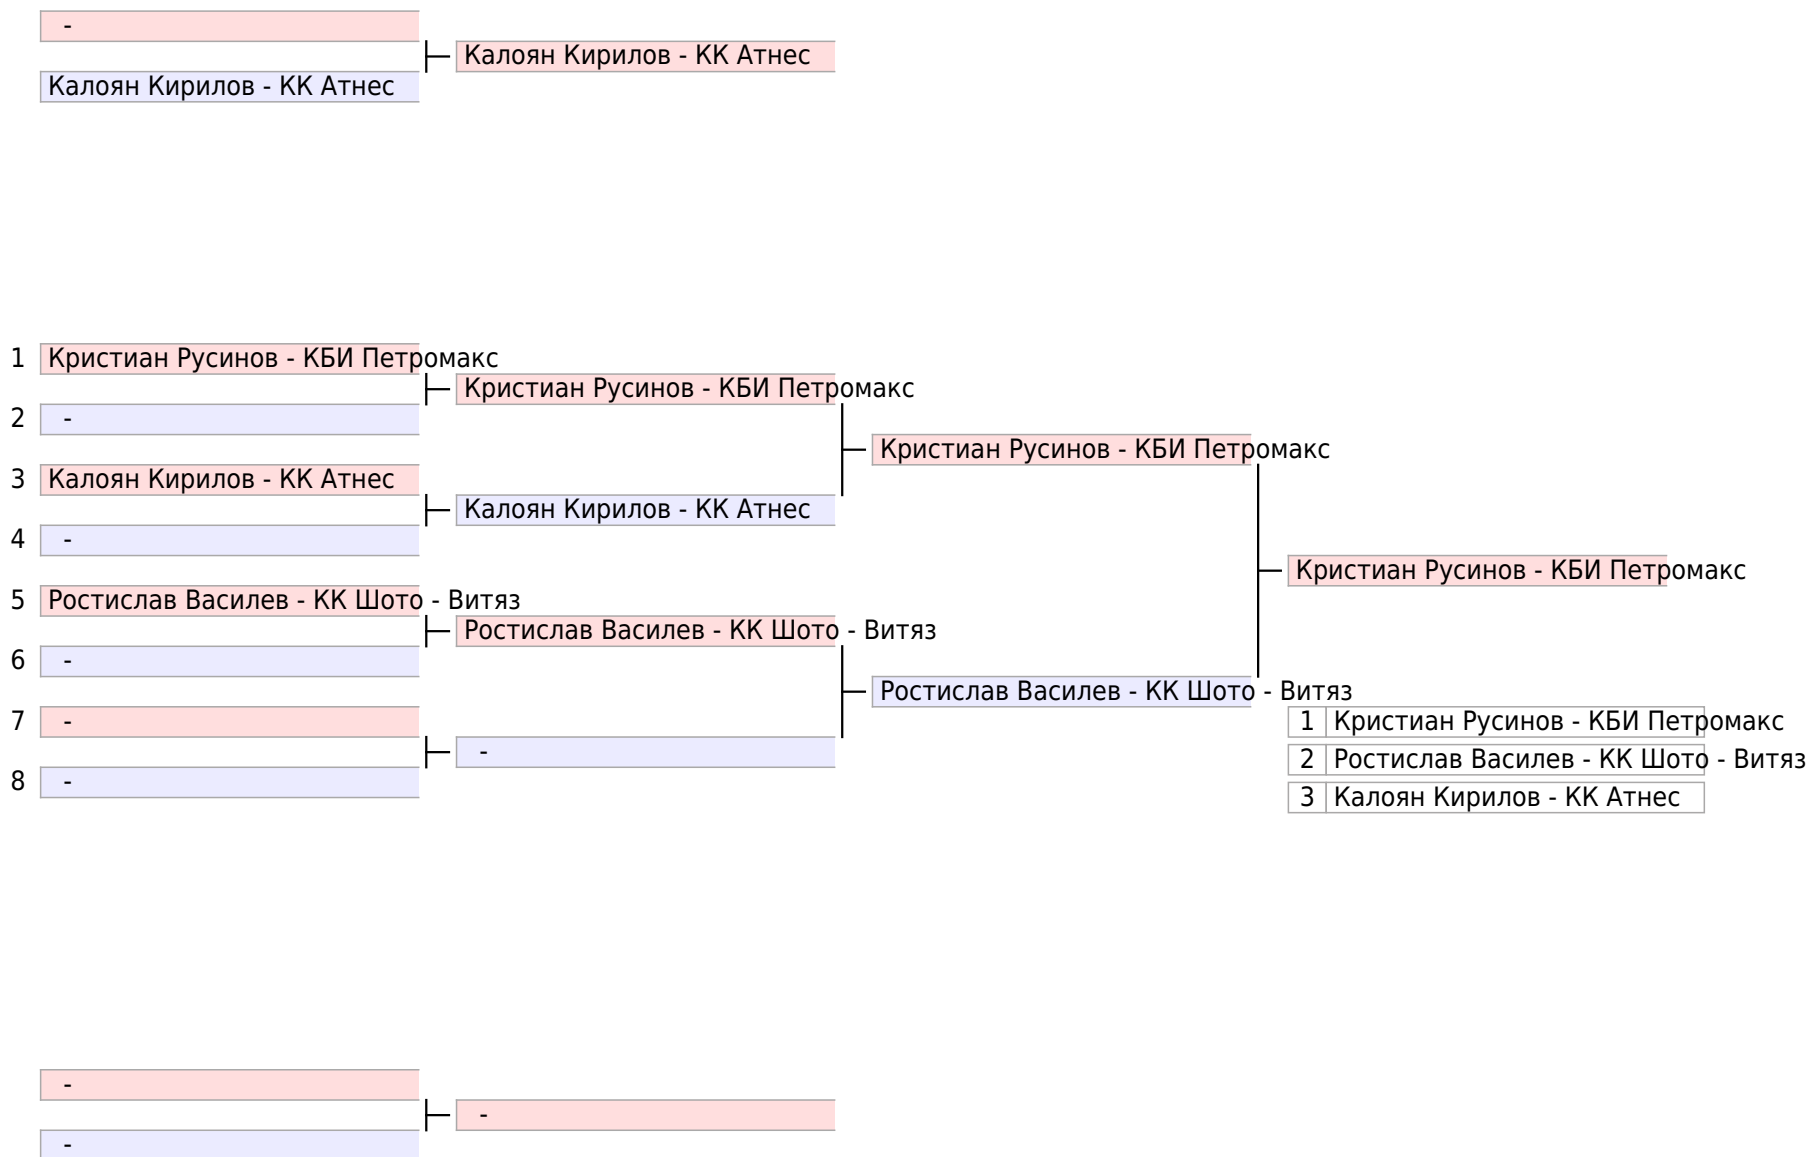 -
Калоян Кирилов - КК Атнес
Калоян Кирилов - КК Атнес
1 Кристиан Русинов - КБИ Петромакс
Кристиан Русинов - КБИ Петромакс
2 -
Кристиан Русинов - КБИ Петромакс
3 Калоян Кирилов - КК Атнес
Калоян Кирилов - КК Атнес
4 -
Кристиан Русинов - КБИ Петромакс
5 Ростислав Василев - КК Шото - Витяз
Ростислав Василев - КК Шото - Витяз
6 -
Ростислав Василев - КК Шото - Витяз
7 -
1 Кристиан Русинов - КБИ Петромакс
-
2 Ростислав Василев - КК Шото - Витяз
8 -
3 Калоян Кирилов - КК Атнес
-
-
-